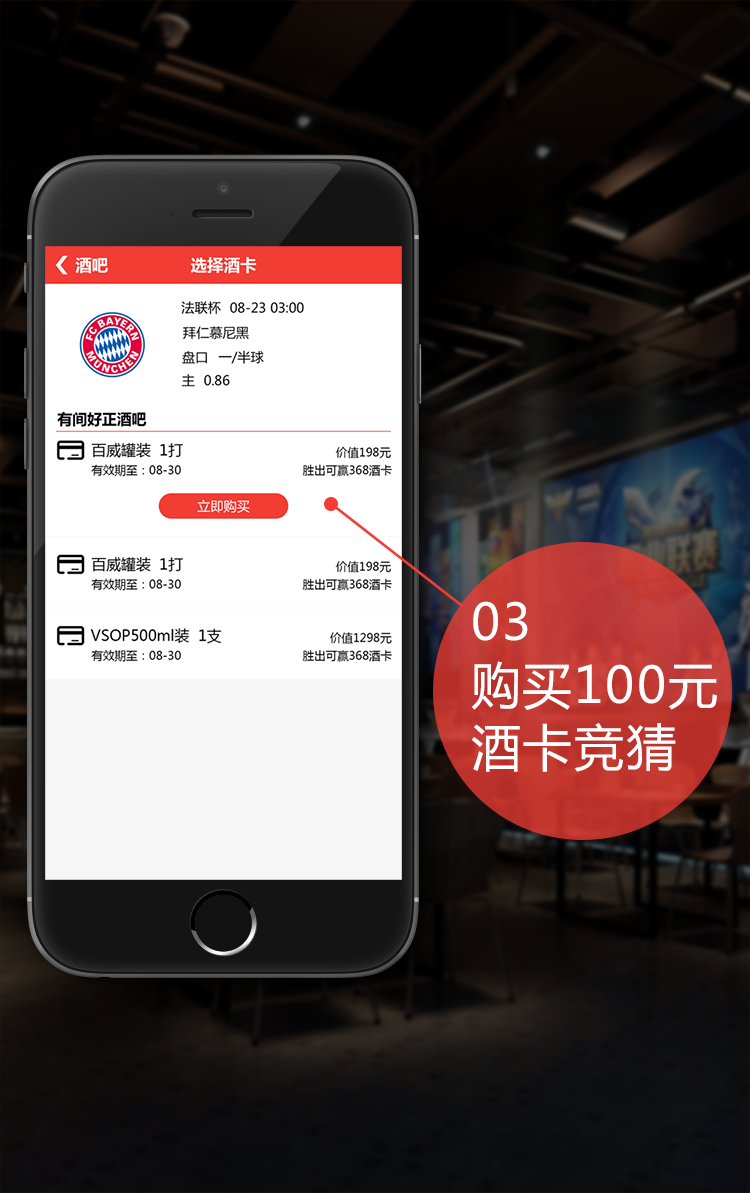 酒吧
选择酒卡
FC BAYERN
MÜNCHEN
法联杯 08-23 03:00
拜仁慕尼黑
盘口 一/半球
主 0.86
有间好正酒吧
百威罐装 1打
价值198元
有效期至：08-30
胜出可赢368酒卡
立即购买
百威罐装 1打
价值198元
有效期至：08-30
胜出可赢368酒卡
VSOP500ml装 1支
价值1298元
有效期至：08-30
胜出可赢368酒卡
03
购买100元
酒卡竞猜
联赛